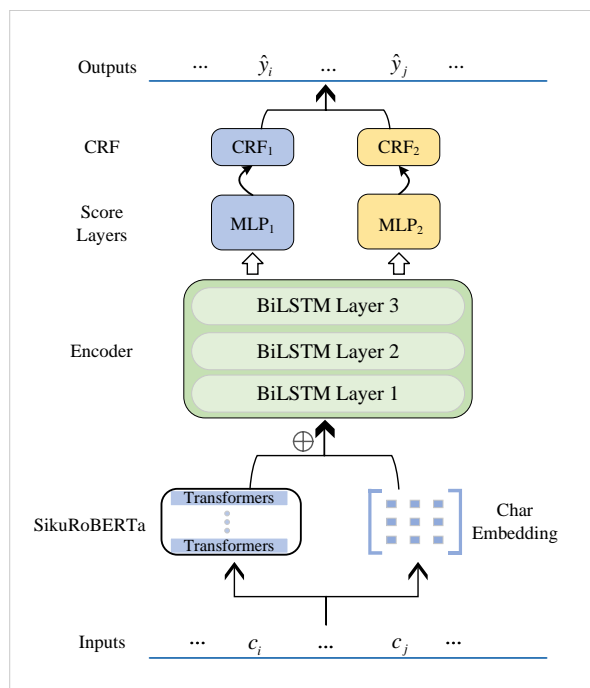 Outputs ... ŷᵢ ... ŷⱼ ...
CRF CRF₁ CRF₂
Score
Layers
MLP₁ MLP₂
BiLSTM Layer 3
Encoder BiLSTM Layer 2
BiLSTM Layer 1
⊕
SikuRoBERTa
Transformers
Transformers
Char
Embedding
Inputs ... cᵢ ... cⱼ ...